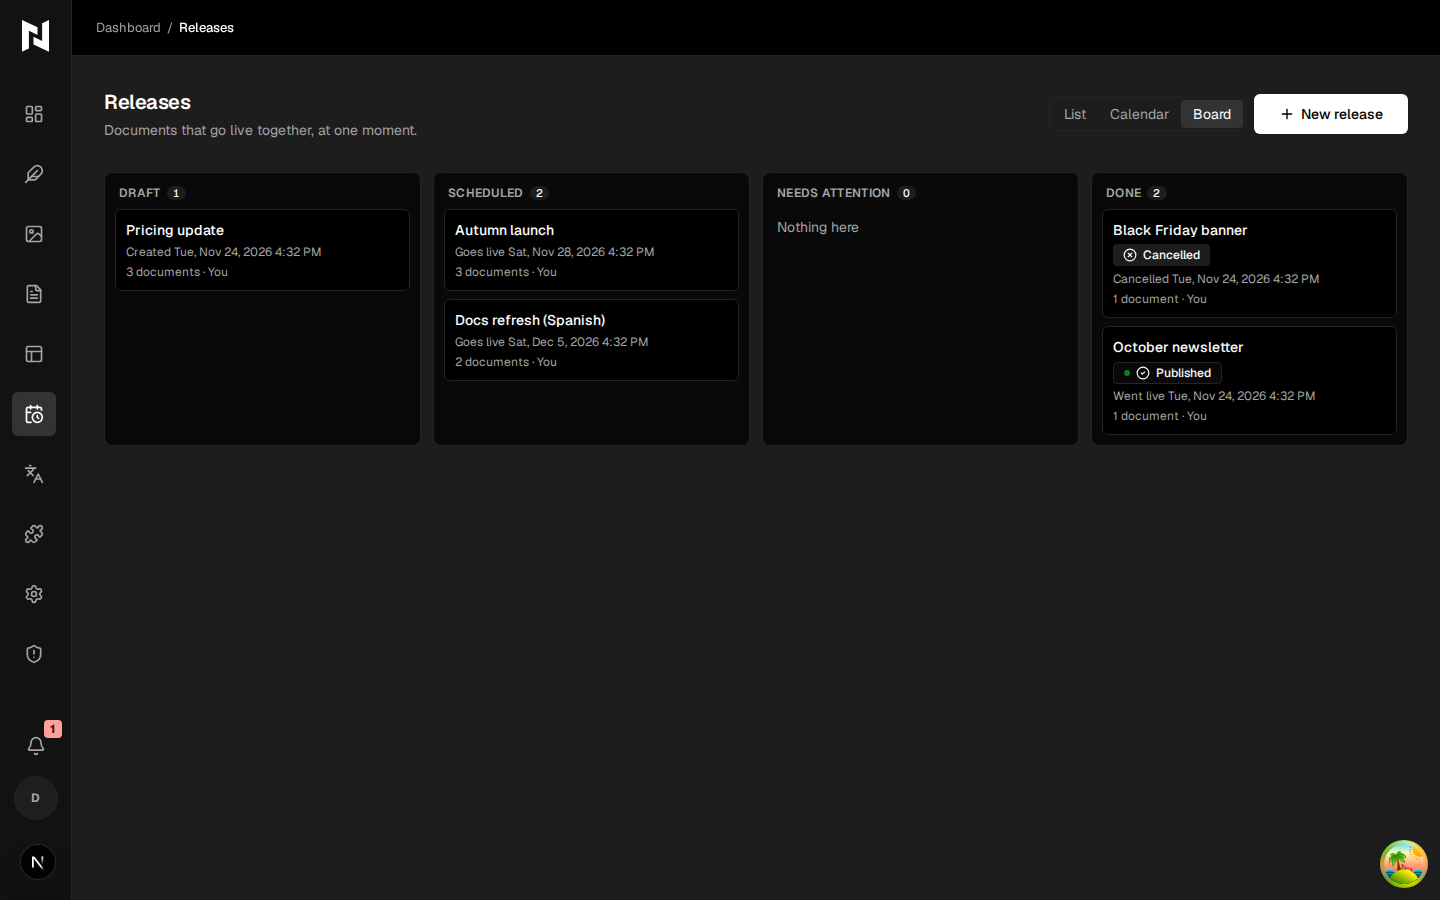 Dashboard / Releases
Releases
Documents that go live together, at one moment.
List
Calendar
Board
New release
DRAFT 1
Pricing update
Created Tue, Nov 24, 2026 4:32 PM
3 documents · You
SCHEDULED 2
Autumn launch
Goes live Sat, Nov 28, 2026 4:32 PM
3 documents · You
Docs refresh (Spanish)
Goes live Sat, Dec 5, 2026 4:32 PM
2 documents · You
NEEDS ATTENTION 0
Nothing here
DONE 2
Black Friday banner
Cancelled
Cancelled Tue, Nov 24, 2026 4:32 PM
1 document · You
October newsletter
Published
Went live Tue, Nov 24, 2026 4:32 PM
1 document · You
1
D
N